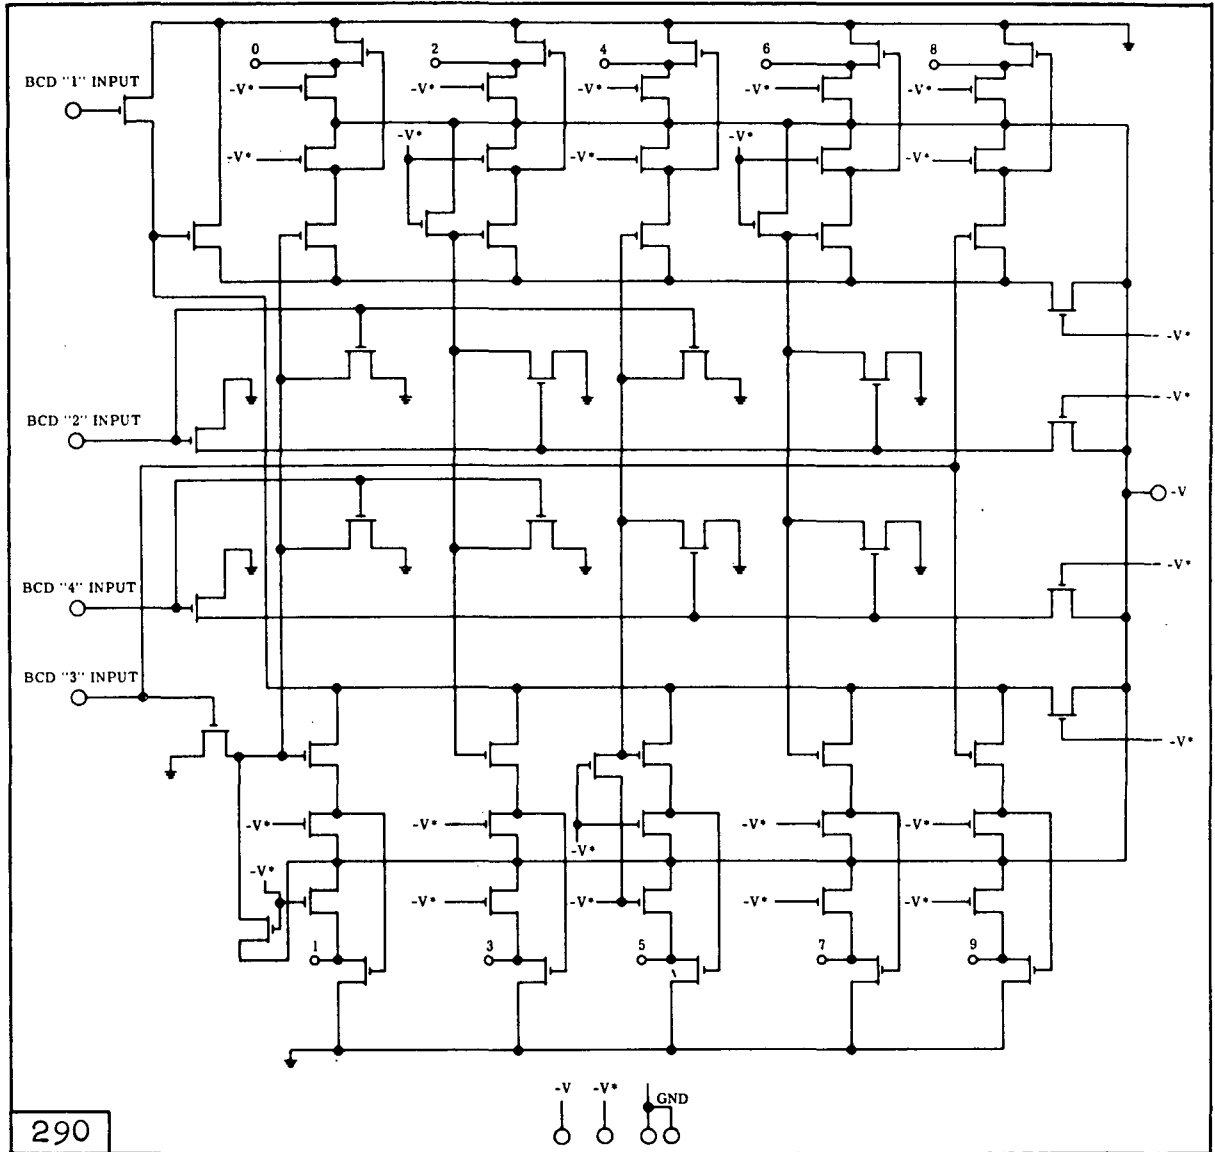 0 2 4 6 8
BCD "1" INPUT
-V* -V* -V* -V* -V*
-V* -V*
-V* -V* -V*
-V*
BCD "2" INPUT
-V*
-V
BCD "4" INPUT
-V*
BCD "3" INPUT
-V*
-V* -V* -V* -V*
-V*
-V*
-V* -V* -V* -V*
1 3 5 7 9
-V -V* GND
290